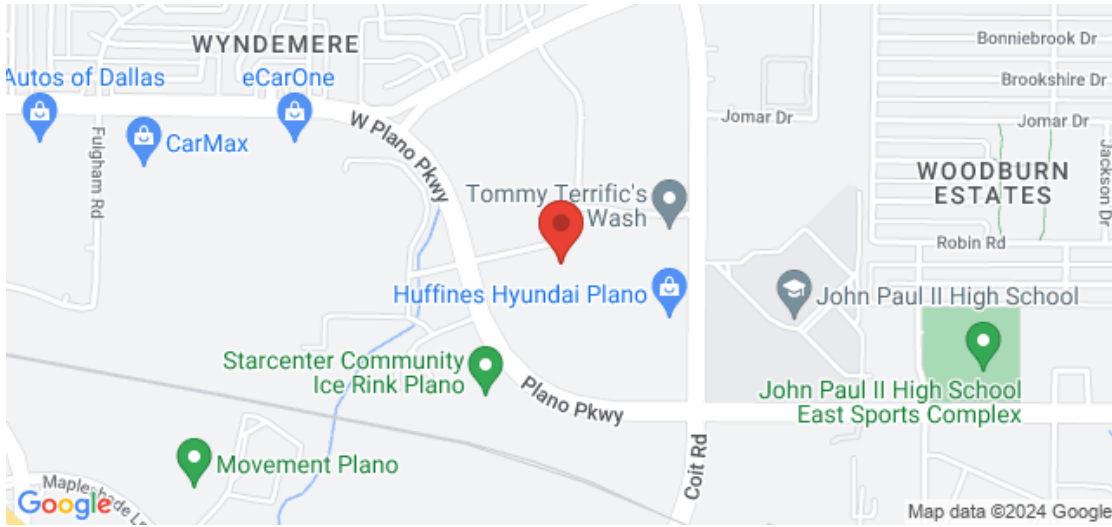 WYNDEMERE
Bonniebrook Dr
Autos of Dallas
eCarOne
Brookshire Dr
CarMax
W Plano Pkwy
Jomar Dr
Jomar Dr
Fulgham Rd
Jackson Dr
WOODBURN
ESTATES
Tommy Terrific's
Wash
Robin Rd
Huffines Hyundai Plano
John Paul II High School
Starcenter Community
Ice Rink Plano
Plano Pkwy
John Paul II High School
East Sports Complex
Coit Rd
Movement Plano
Mapleshade Ln
Google
Map data ©2024 Google